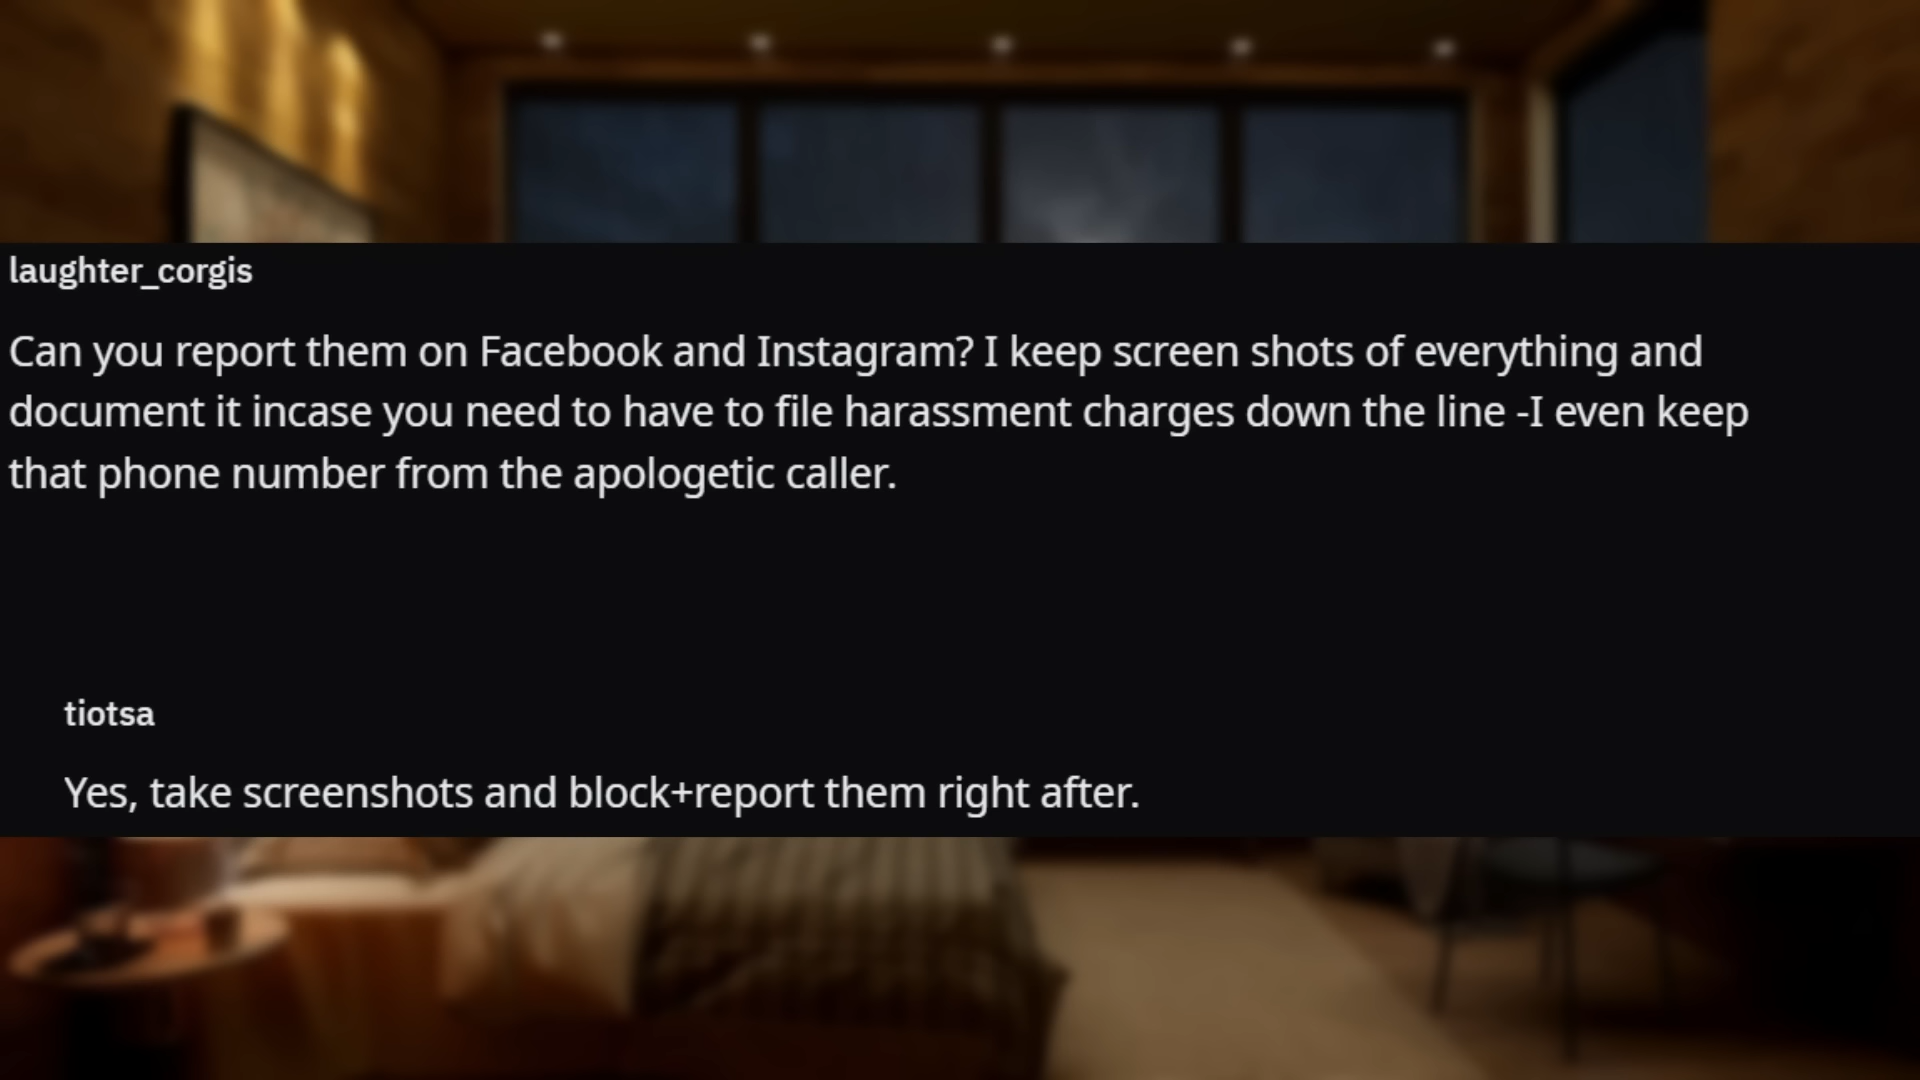 laughter_corgis
Can you report them on Facebook and Instagram? I keep screen shots of everything and
document it incase you need to have to file harassment charges down the line -I even keep
that phone number from the apologetic caller.
tiotsa
Yes, take screenshots and block+report them right after.